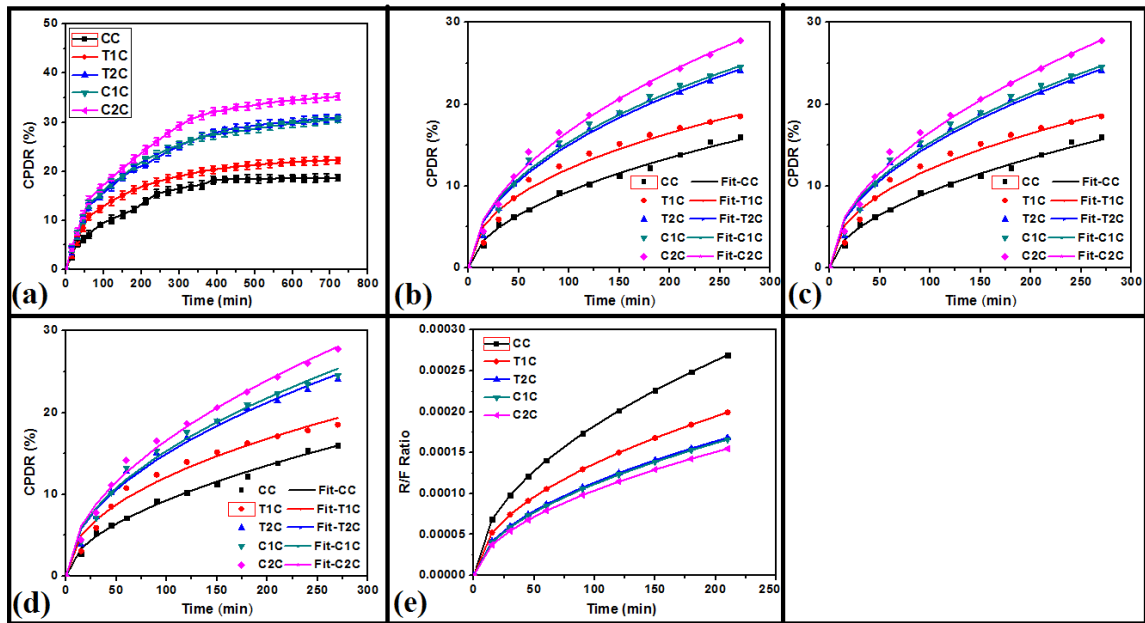 50
40
30
20
10
0
CPDR (%)
CC
T1C
T2C
C1C
C2C
0 100 200 300 400 500 600 700 800
Time (min)
(a)
30
20
10
0
CPDR (%)
CC Fit-CC
T1C Fit-T1C
T2C Fit-T2C
C1C Fit-C1C
C2C Fit-C2C
0 50 100 150 200 250 300
Time (min)
(b)
30
20
10
0
CPDR (%)
CC Fit-CC
T1C Fit-T1C
T2C Fit-T2C
C1C Fit-C1C
C2C Fit-C2C
0 50 100 150 200 250 300
Time (min)
(c)
30
20
10
0
CPDR (%)
CC Fit-CC
T1C Fit-T1C
T2C Fit-T2C
C1C Fit-C1C
C2C Fit-C2C
0 50 100 150 200 250 300
Time (min)
(d)
0.00030
0.00025
0.00020
0.00015
0.00010
0.00005
0.00000
R/F Ratio
CC
T1C
T2C
C1C
C2C
0 50 100 150 200 250
Time (min)
(e)